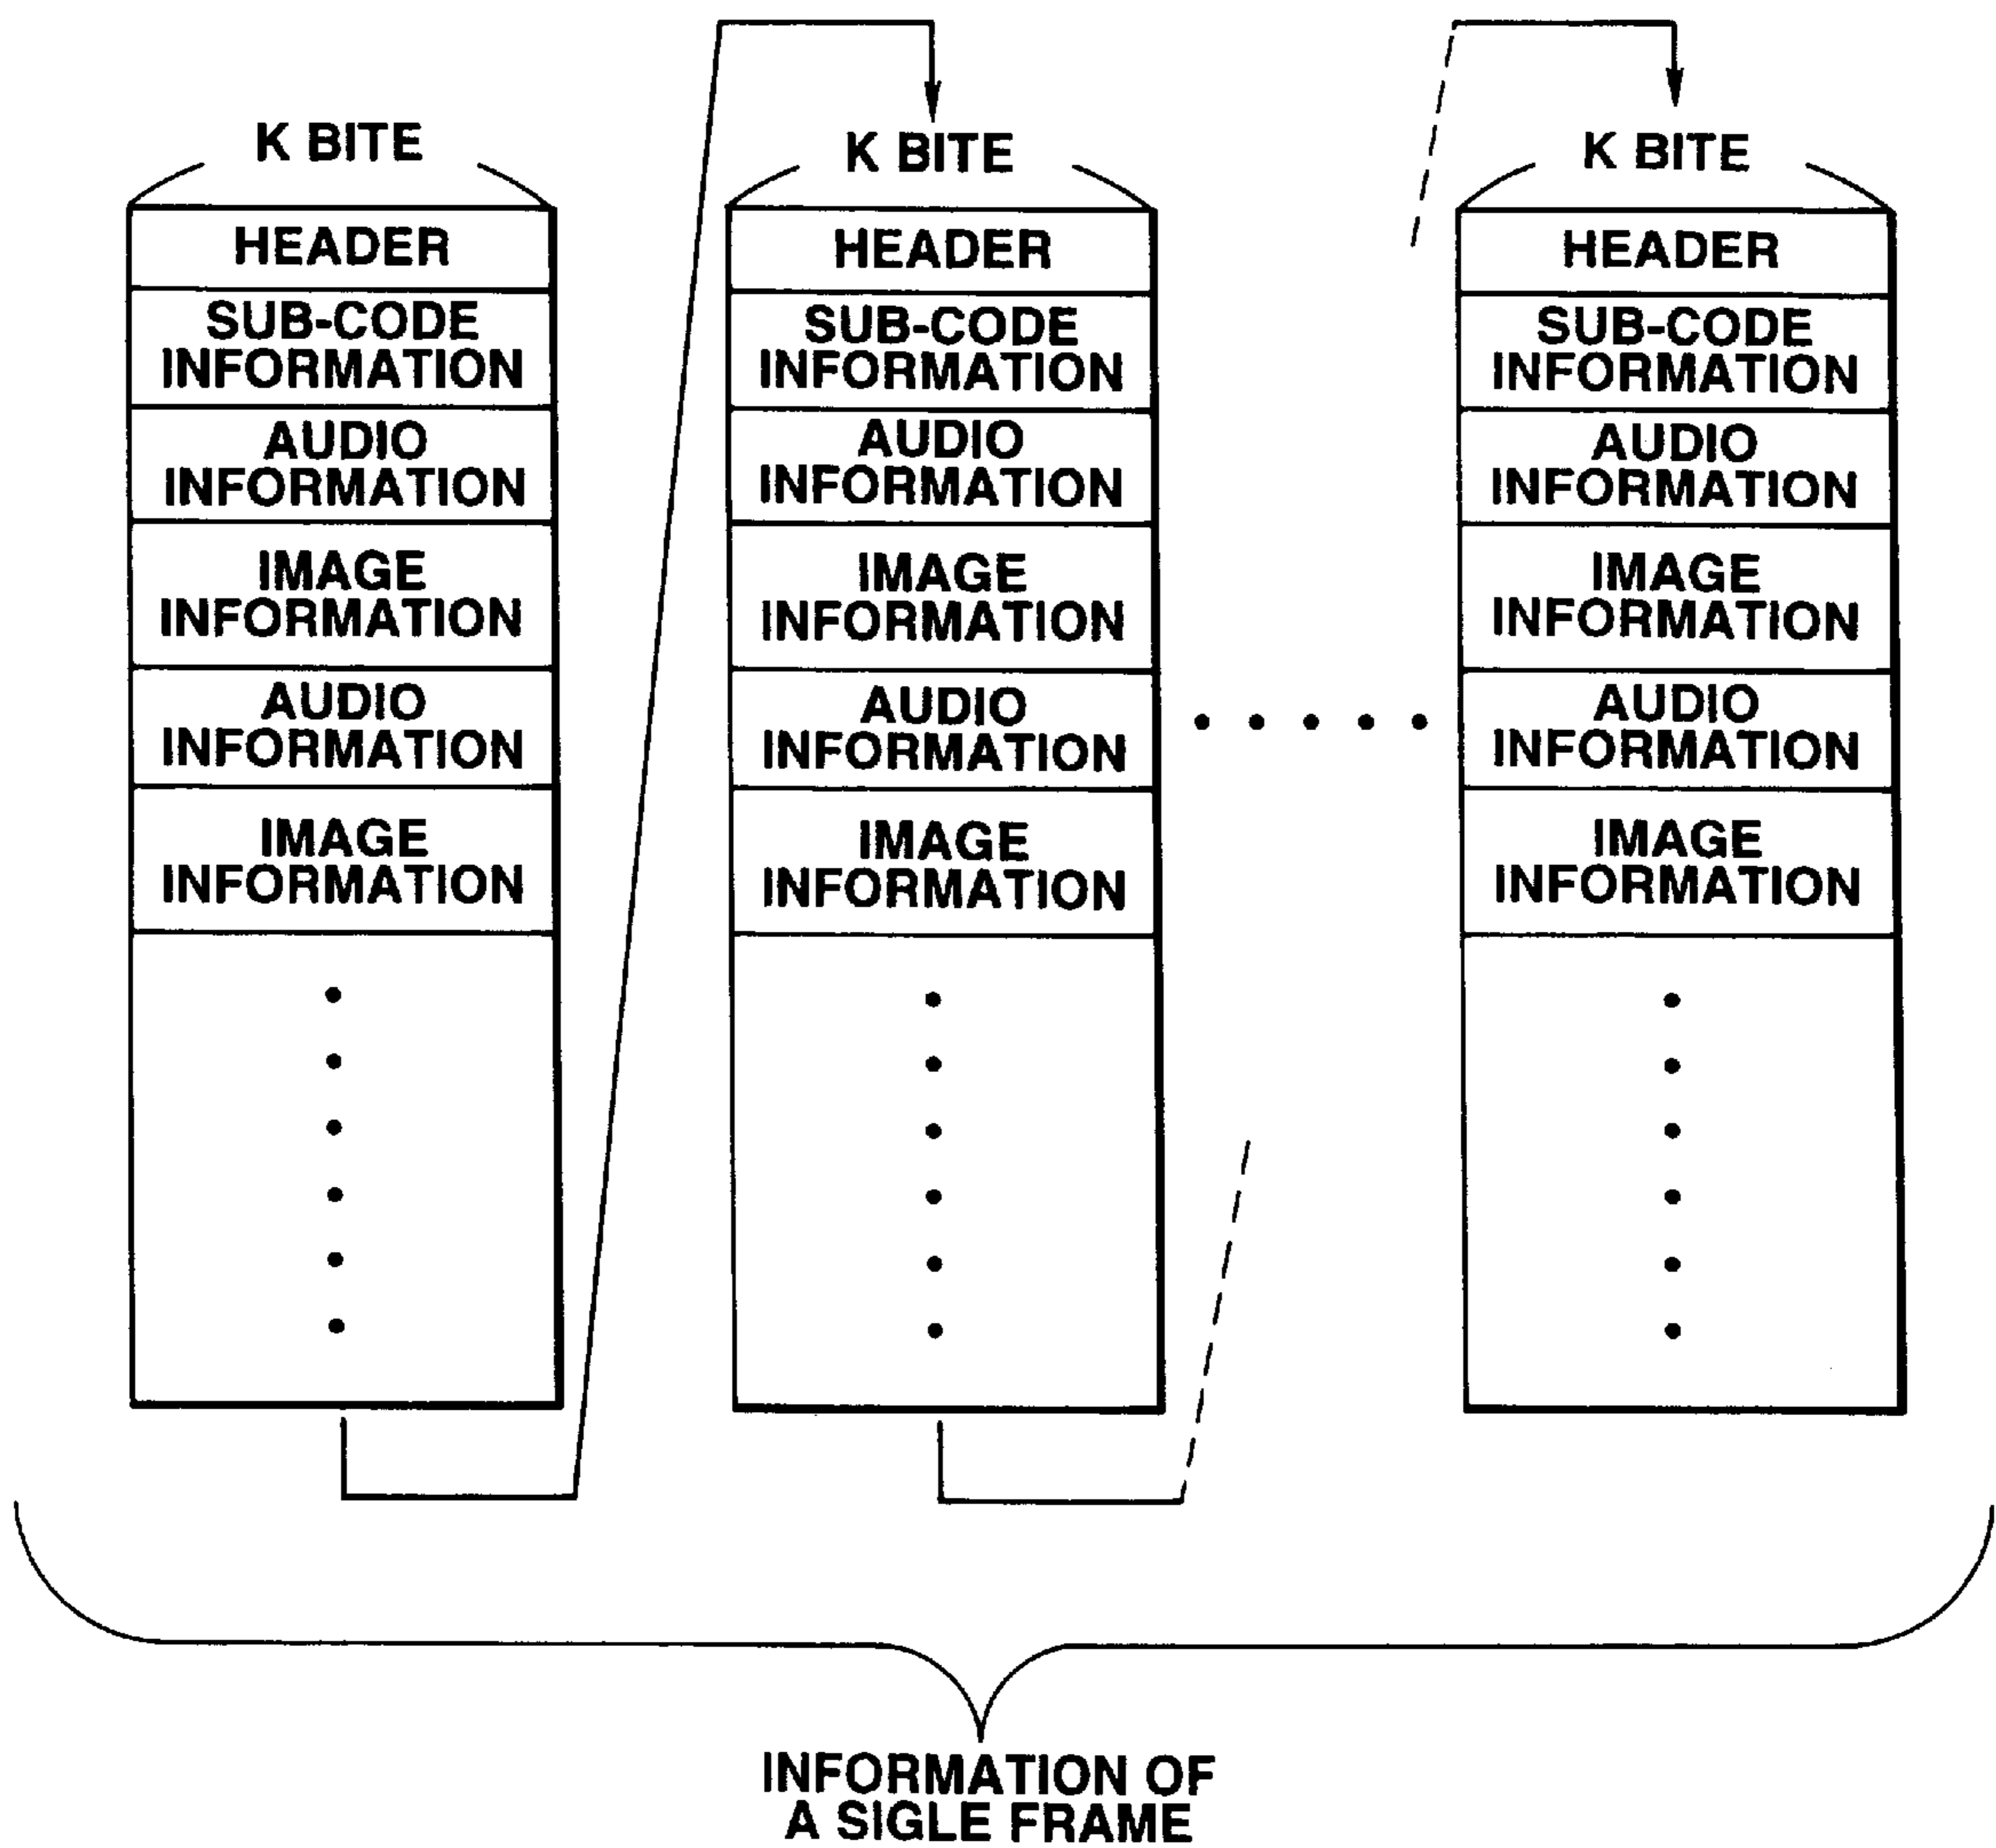 K BITE
HEADER
SUB-CODE
INFORMATION
AUDIO
INFORMATION
IMAGE
INFORMATION
AUDIO
INFORMATION
IMAGE
INFORMATION
K BITE
HEADER
SUB-CODE
INFORMATION
AUDIO
INFORMATION
IMAGE
INFORMATION
AUDIO
INFORMATION
IMAGE
INFORMATION
K BITE
HEADER
SUB-CODE
INFORMATION
AUDIO
INFORMATION
IMAGE
INFORMATION
AUDIO
INFORMATION
IMAGE
INFORMATION
INFORMATION OF
A SIGLE FRAME